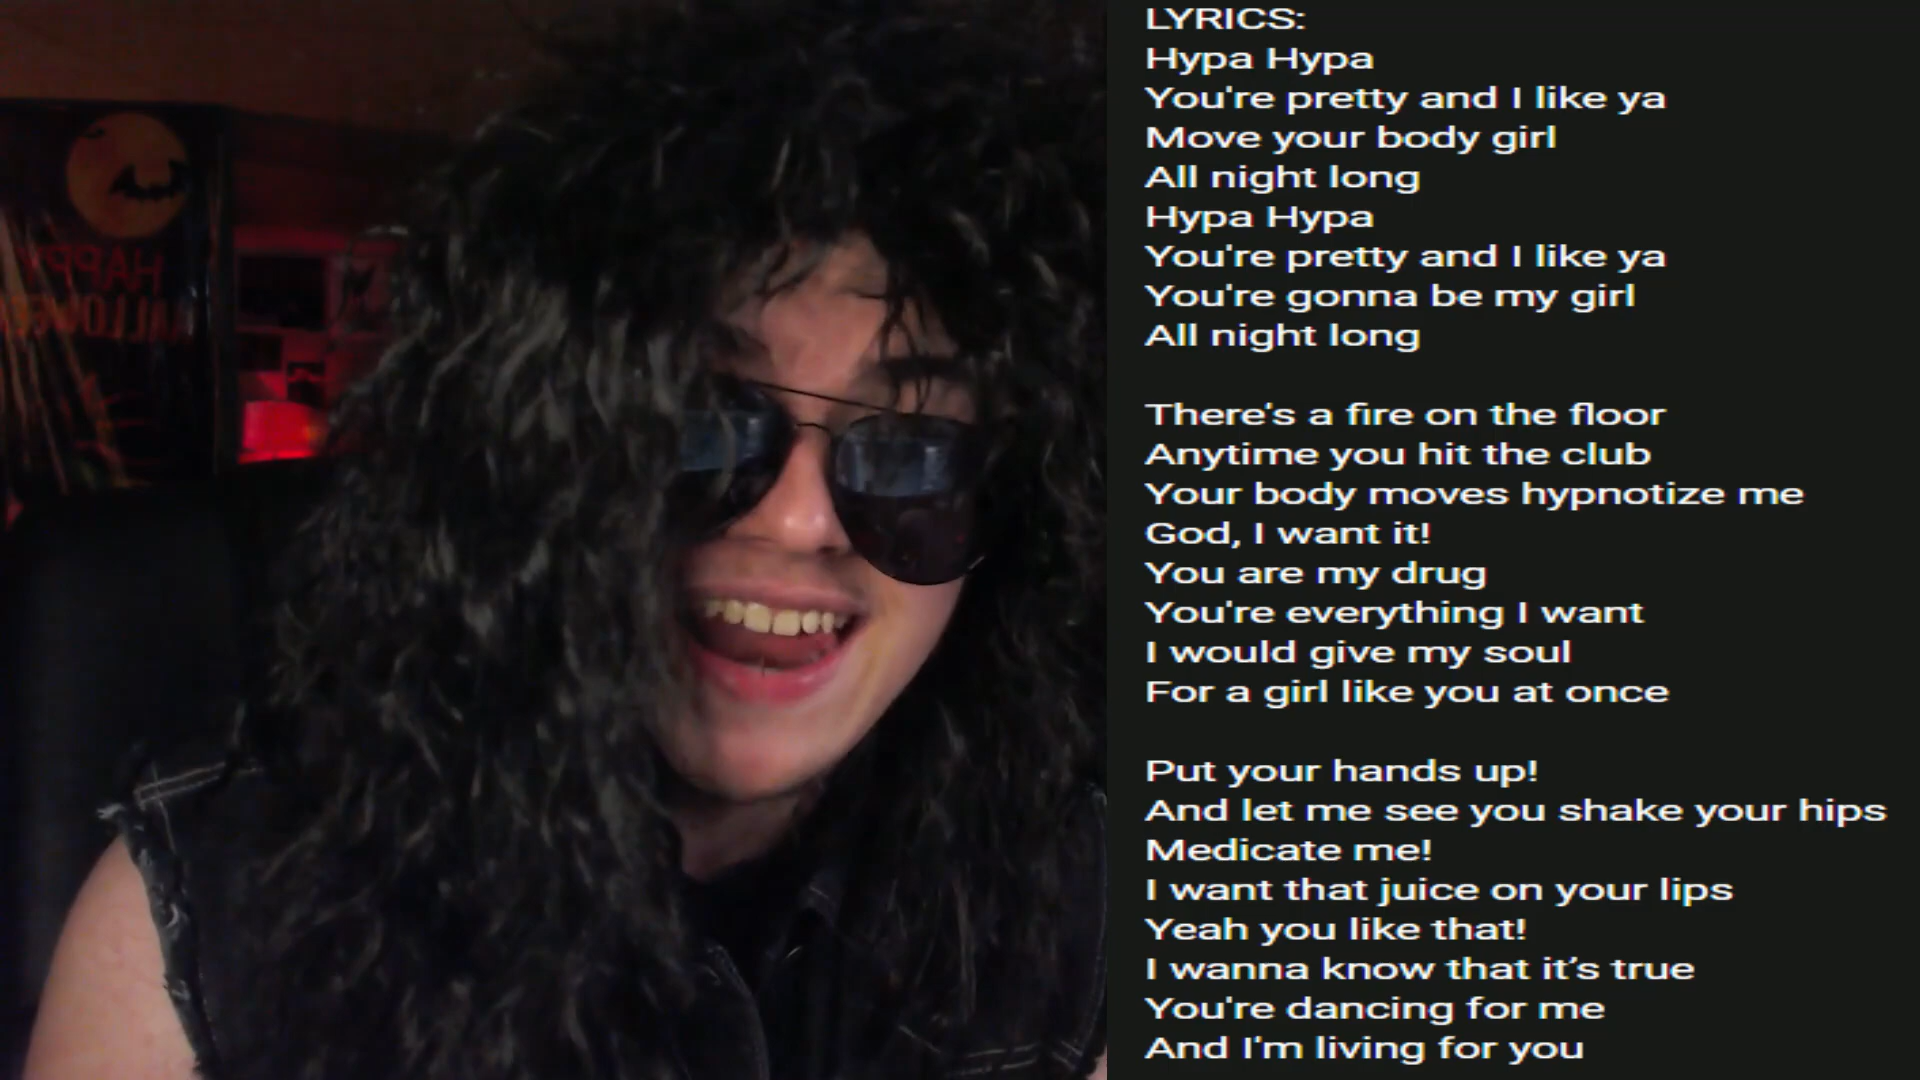 HAPPY
HALLOWEEN
LYRICS:
Hypa Hypa
You're pretty and I like ya
Move your body girl
All night long
Hypa Hypa
You're pretty and I like ya
You're gonna be my girl
All night long
There's a fire on the floor
Anytime you hit the club
Your body moves hypnotize me
God, I want it!
You are my drug
You're everything I want
I would give my soul
For a girl like you at once
Put your hands up!
And let me see you shake your hips
Medicate me!
I want that juice on your lips
Yeah you like that!
I wanna know that it’s true
You're dancing for me
And I'm living for you